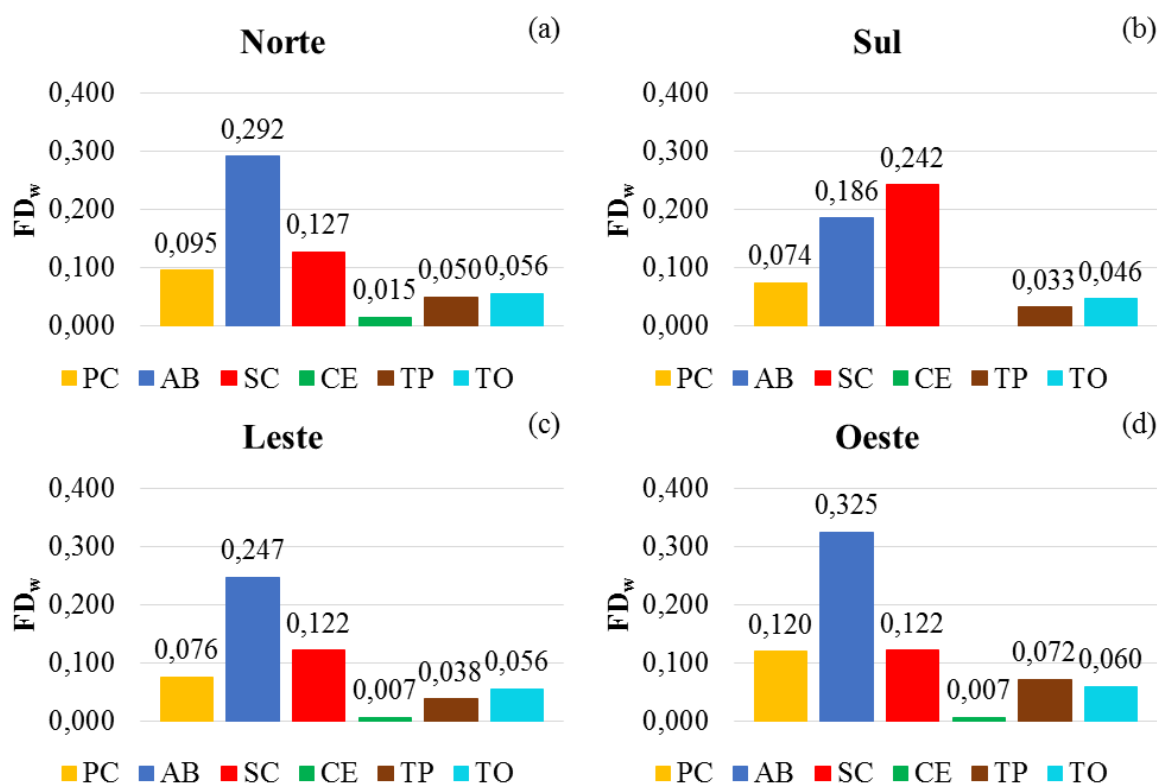 Norte
(a)
FDw
0,400
0,300
0,200
0,100
0,000
0,095
0,292
0,127
0,015
0,050
0,056
PC AB SC CE TP TO
Sul
(b)
FDw
0,400
0,300
0,200
0,100
0,000
0,074
0,186
0,242
0,033
0,046
PC AB SC CE TP TO
Leste
(c)
FDw
0,400
0,300
0,200
0,100
0,000
0,076
0,247
0,122
0,007
0,038
0,056
PC AB SC CE TP TO
Oeste
(d)
FDw
0,400
0,300
0,200
0,100
0,000
0,120
0,325
0,122
0,007
0,072
0,060
PC AB SC CE TP TO